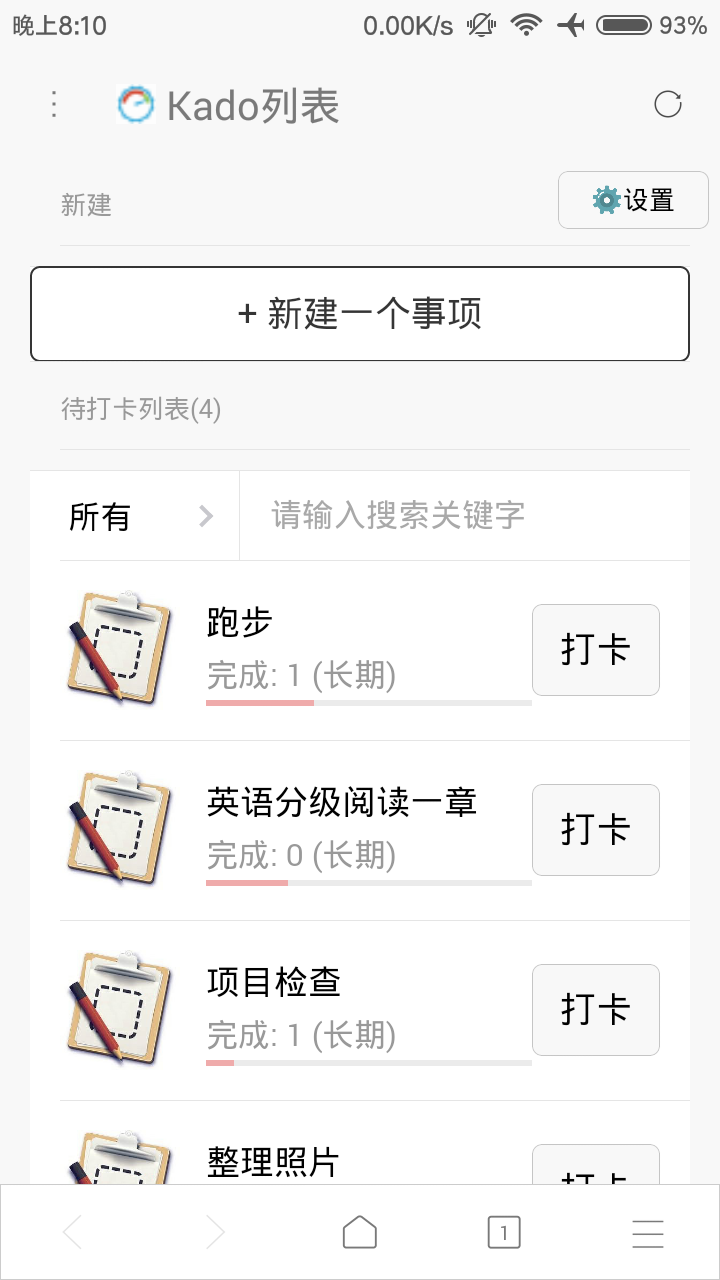 晚上8:10 0.00K/s 93%
Kado列表
新建
设置
+ 新建一个事项
待打卡列表(4)
所有
请输入搜索关键字
跑步
完成: 1 (长期)
打卡
英语分级阅读一章
完成: 0 (长期)
打卡
项目检查
完成: 1 (长期)
打卡
整理照片
打卡
1